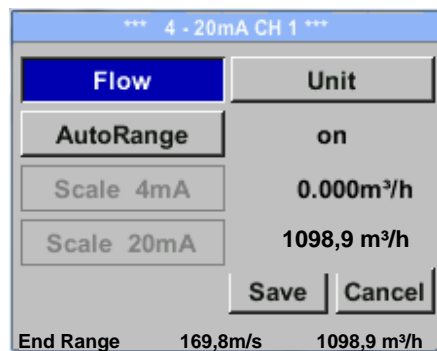 *** 4 - 20mA CH 1 ***
Flow Unit
AutoRange on
Scale 4mA 0.000m³/h
Scale 20mA 1098,9 m³/h
Save Cancel
End Range 169,8m/s 1098,9 m³/h